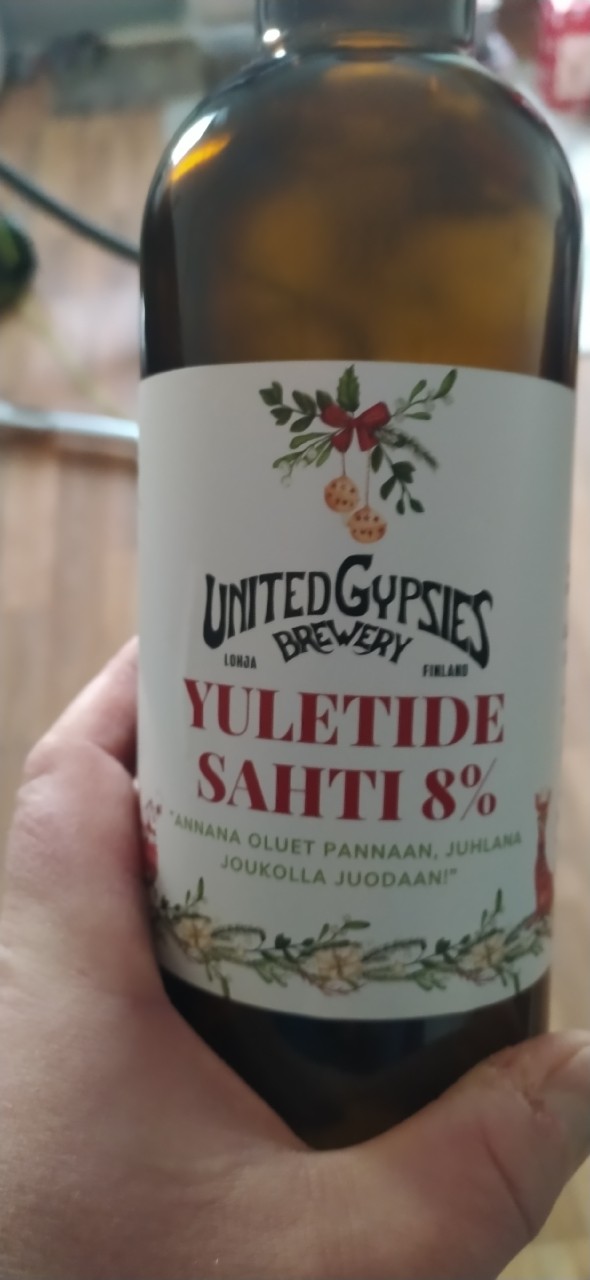 UNITED GYPSIES
BREWERY
LOHJA FINLAND
YULETIDE
SAHTI 8%
"ANNANA OLUET PANNAAN, JUHLANA
JOUKOLLA JUODAAN!"